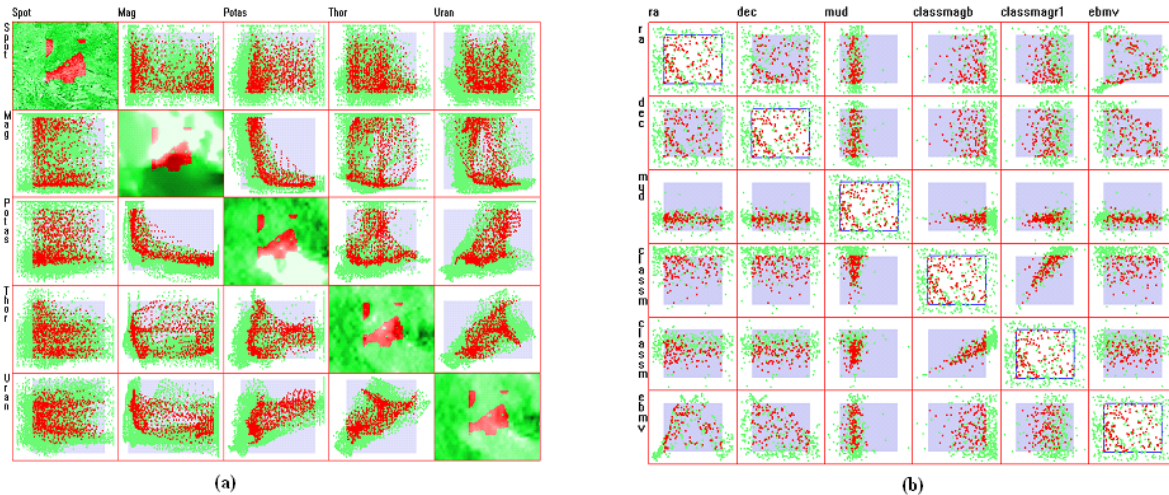 Spot Mag Potas Thor Uran
Spot
Mag
Potas
Thor
Uran
(a)
ra dec mud classmagb classmagr1 ebmv
ra
dec
mud
classm
classm
ebmv
(b)